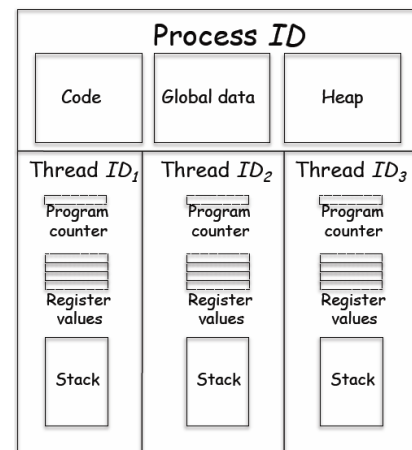 Process ID
Code Global data Heap
Thread ID₁ Thread ID₂ Thread ID₃
Program Program Program
counter counter counter
Register Register Register
values values values
Stack Stack Stack